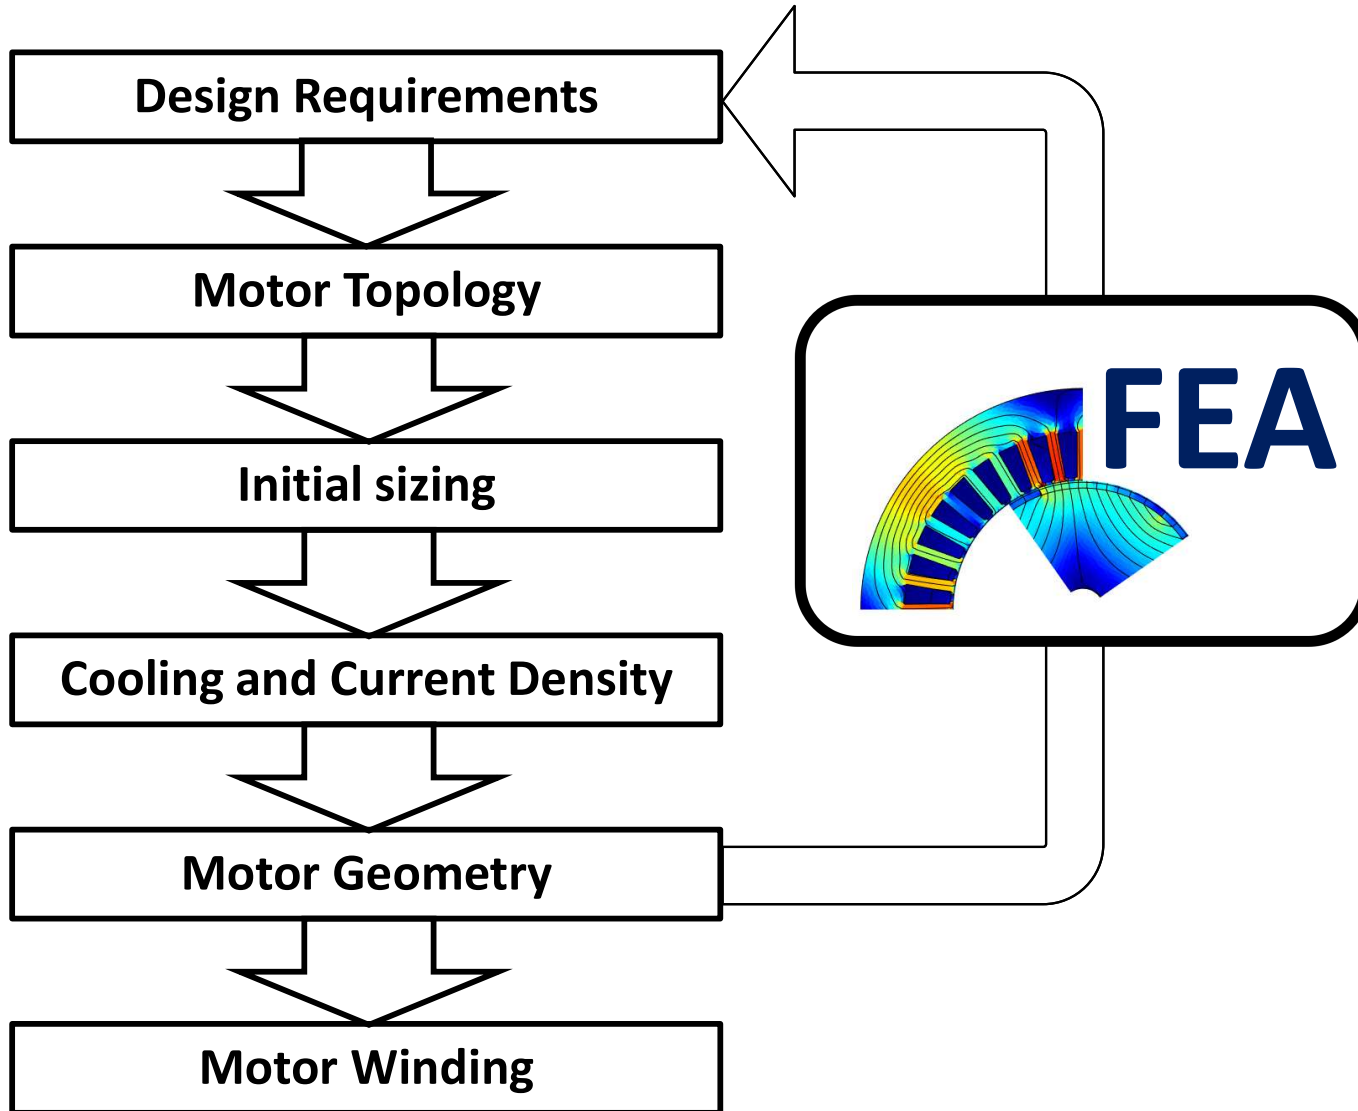 Design Requirements
Motor Topology
FEA
Initial sizing
Cooling and Current Density
Motor Geometry
Motor Winding